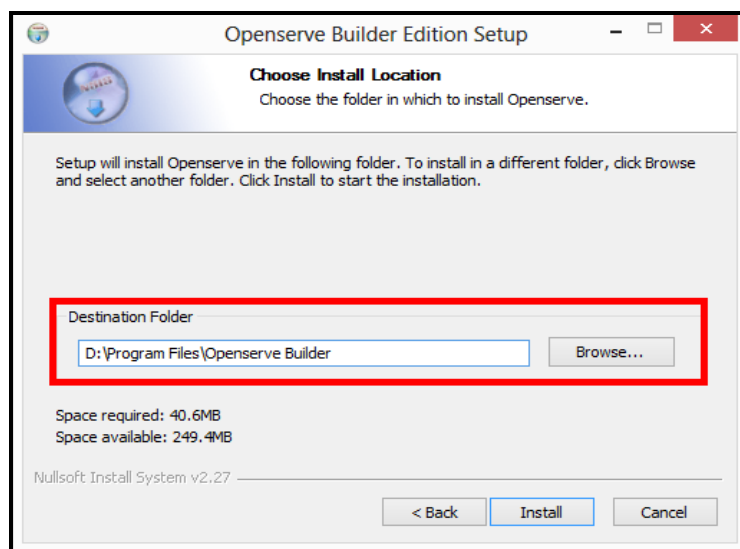 Openserve Builder Edition Setup
Choose Install Location
Choose the folder in which to install Openserve.
Setup will install Openserve in the following folder. To install in a different folder, click Browse
and select another folder. Click Install to start the installation.
Destination Folder
D:\Program Files\Openserve Builder
Browse...
Space required: 40.6MB
Space available: 249.4MB
Nullsoft Install System v2.27
< Back
Install
Cancel